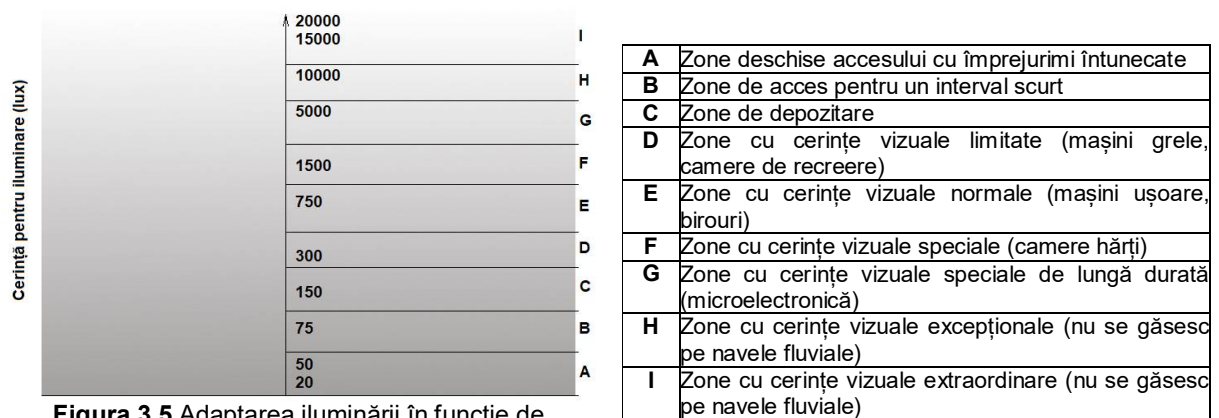 Cerință pentru iluminare (lux)
20000
15000
I
10000
H
5000
G
1500
F
750
E
300
D
150
C
75
B
50
20
A
Figura 3.5 Adaptarea iluminării în funcție de
A Zone deschise accesului cu împrejurimi întunecate
B Zone de acces pentru un interval scurt
C Zone de depozitare
D Zone cu cerințe vizuale limitate (mașini grele,
camere de recreere)
E Zone cu cerințe vizuale normale (mașini ușoare,
birouri)
F Zone cu cerințe vizuale speciale (camere hărți)
G Zone cu cerințe vizuale speciale de lungă durată
(microelectronică)
H Zone cu cerințe vizuale excepționale (nu se găsesc
pe navele fluviale)
I Zone cu cerințe vizuale extraordinare (nu se găsesc
pe navele fluviale)